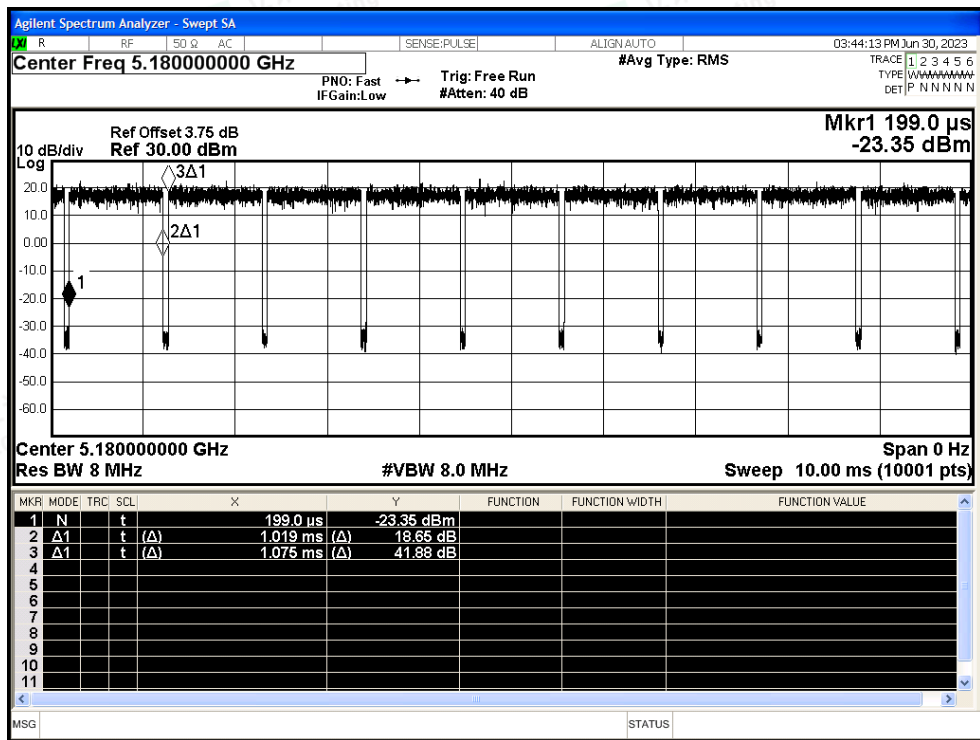 Agilent Spectrum Analyzer - Swept SA
LXI R RF 50 Ω AC SENSE:PULSE ALIGN AUTO 03:44:13 PM Jun 30, 2023
Center Freq 5.180000000 GHz #Avg Type: RMS TRACE 1 2 3 4 5 6
PNO: Fast Trig: Free Run TYPE WWWWWW
IFGain:Low #Atten: 40 dB DET P N N N N N
Mkr1 199.0 µs
-23.35 dBm
Ref Offset 3.75 dB
10 dB/div Ref 30.00 dBm
Log
3Δ1
20.0
10.0
2Δ1
0.00
-10.0
1
-20.0
-30.0
-40.0
-50.0
-60.0
Center 5.180000000 GHz Span 0 Hz
Res BW 8 MHz #VBW 8.0 MHz Sweep 10.00 ms (10001 pts)
MKR MODE TRC SCL X Y FUNCTION FUNCTION WIDTH FUNCTION VALUE
1 N t 199.0 µs -23.35 dBm
2 Δ1 t (Δ) 1.019 ms (Δ) 18.65 dB
3 Δ1 t (Δ) 1.075 ms (Δ) 41.88 dB
4
5
6
7
8
9
10
11
MSG STATUS